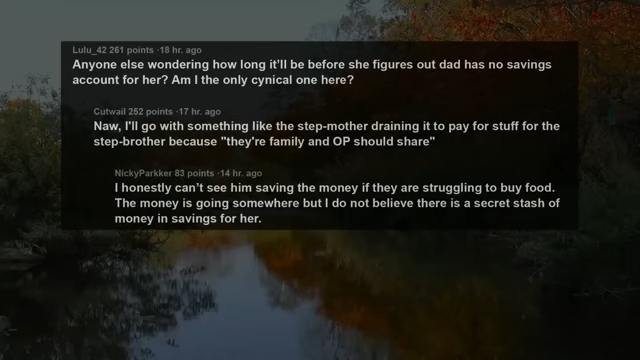 Lulu_42 261 points ·18 hr. ago
Anyone else wondering how long it'll be before she figures out dad has no savings
account for her? Am I the only cynical one here?
Cutwail 252 points ·17 hr. ago
Naw, I'll go with something like the step-mother draining it to pay for stuff for the
step-brother because "they're family and OP should share"
NickyParkker 83 points ·14 hr. ago
I honestly can't see him saving the money if they are struggling to buy food.
The money is going somewhere but I do not believe there is a secret stash of
money in savings for her.